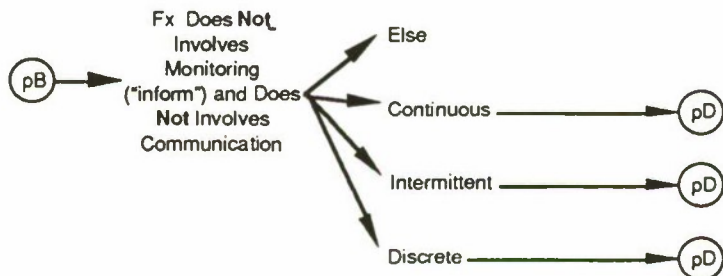 Fx Does Not
Involves
Monitoring
("inform") and Does
Not Involves
Communication
pB
Else
Continuous
pD
Intermittent
pD
Discrete
pD